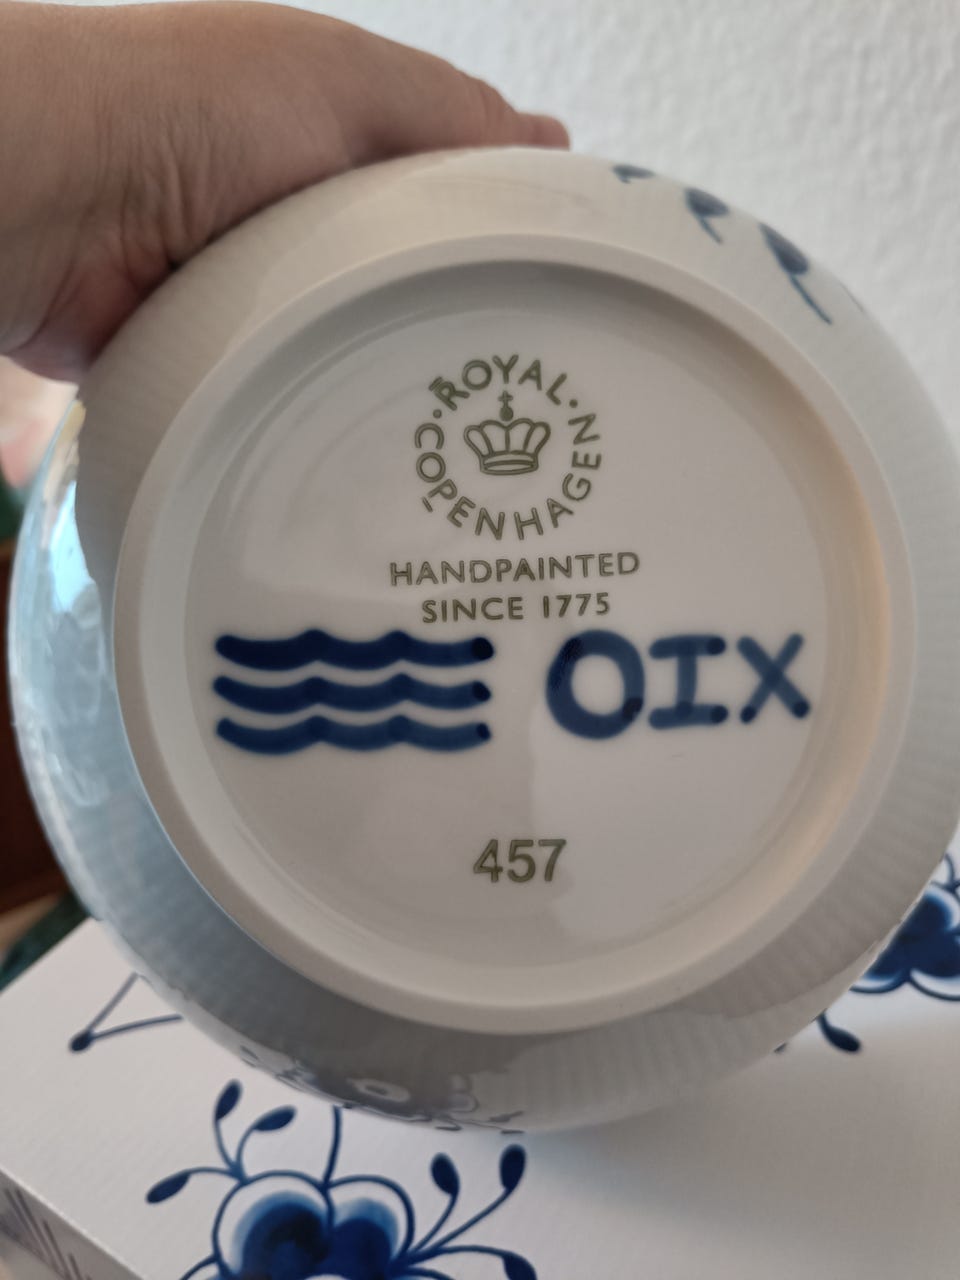 ROYAL · COPENHAGEN ·
HANDPAINTED
SINCE 1775
OIX
457